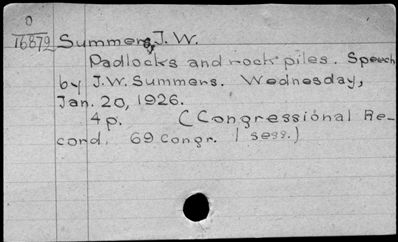 0
16879 Summers, J. W.
Padlocks and rock piles. Speech
by J.W. Summers. Wednesday,
Jan. 20, 1926.
4p. (Congressional Re-
cord. 69 Congr. 1 sess.)